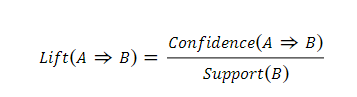 Lift(A ⇒ B) = Confidence(A ⇒ B) / Support(B)